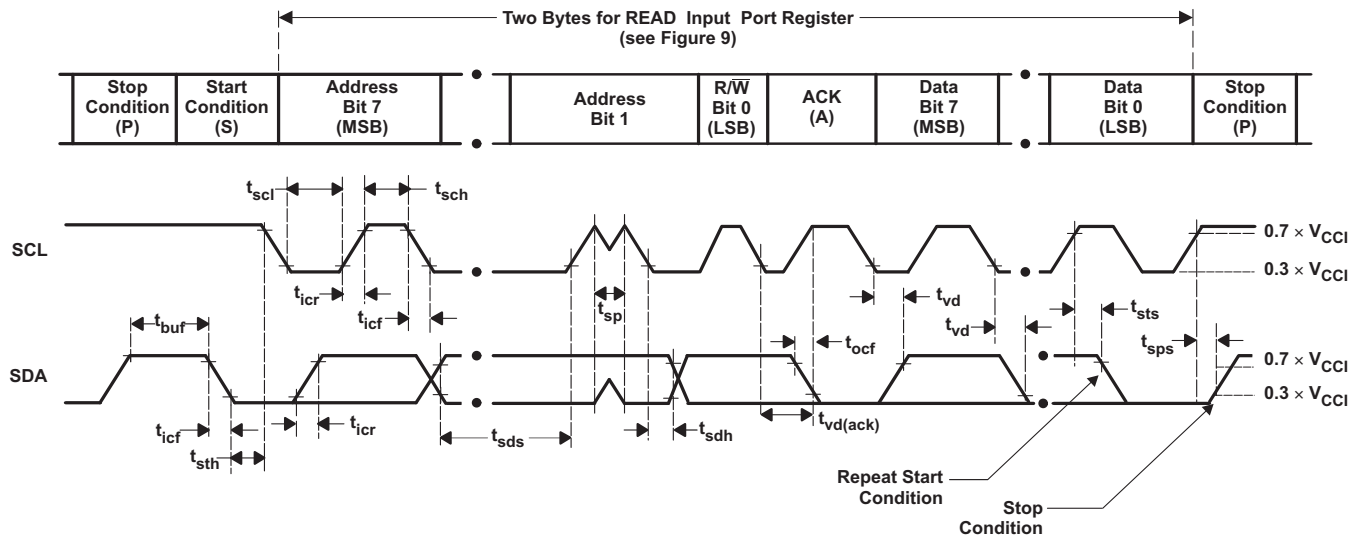 Two Bytes for READ Input Port Register
(see Figure 9)
Stop
Condition
(P)
Start
Condition
(S)
Address
Bit 7
(MSB)
Address
Bit 1
R/W̅
Bit 0
(LSB)
ACK
(A)
Data
Bit 7
(MSB)
Data
Bit 0
(LSB)
Stop
Condition
(P)
tscl
tsch
SCL
0.7 × VCCI
0.3 × VCCI
ticr
ticf
tsp
tvd
tvd
tsts
tbuf
tocf
tsps
SDA
0.7 × VCCI
0.3 × VCCI
ticf
ticr
tsth
tsds
tsdh
tvd(ack)
Repeat Start
Condition
Stop
Condition